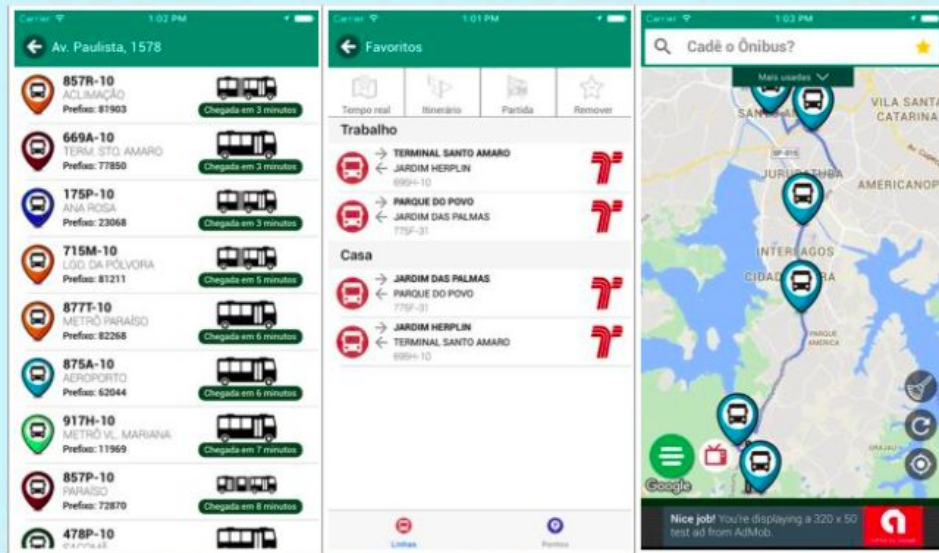 Carrier 1:02 PM
Av. Paulista, 1578
857R-10
ACLIMAÇÃO
Prefixo: 81903
Chegada em 3 minutos
669A-10
TERM. STO. AMARO
Prefixo: 77850
Chegada em 3 minutos
175P-10
ANA ROSA
Prefixo: 23068
Chegada em 3 minutos
715M-10
LGO. DA PÓLVORA
Prefixo: 81211
Chegada em 5 minutos
877T-10
METRÔ PARAÍSO
Prefixo: 82268
Chegada em 6 minutos
875A-10
AEROPORTO
Prefixo: 62044
Chegada em 6 minutos
917H-10
METRÔ VL. MARIANA
Prefixo: 11969
Chegada em 7 minutos
857P-10
PARAÍSO
Prefixo: 72870
Chegada em 8 minutos
478P-10
Carrier 1:01 PM
Favoritos
Tempo real Itinerário Partida Remover
Trabalho
TERMINAL SANTO AMARO
JARDIM HERPLIN
695H-10
PARQUE DO POVO
JARDIM DAS PALMAS
775F-31
Casa
JARDIM DAS PALMAS
PARQUE DO POVO
775F-31
JARDIM HERPLIN
TERMINAL SANTO AMARO
695H-10
Linhas Pontos
Carrier 1:03 PM
Cadê o Ônibus?
Mais usadas
VILA SANTA
CATARINA
SP-015
AMERICANOP
INTERLAGOS
CIDADE
PARQUE
AMERICA
GRAJAÚ
Google
Nice job! You're displaying a 320 x 50
test ad from AdMob.